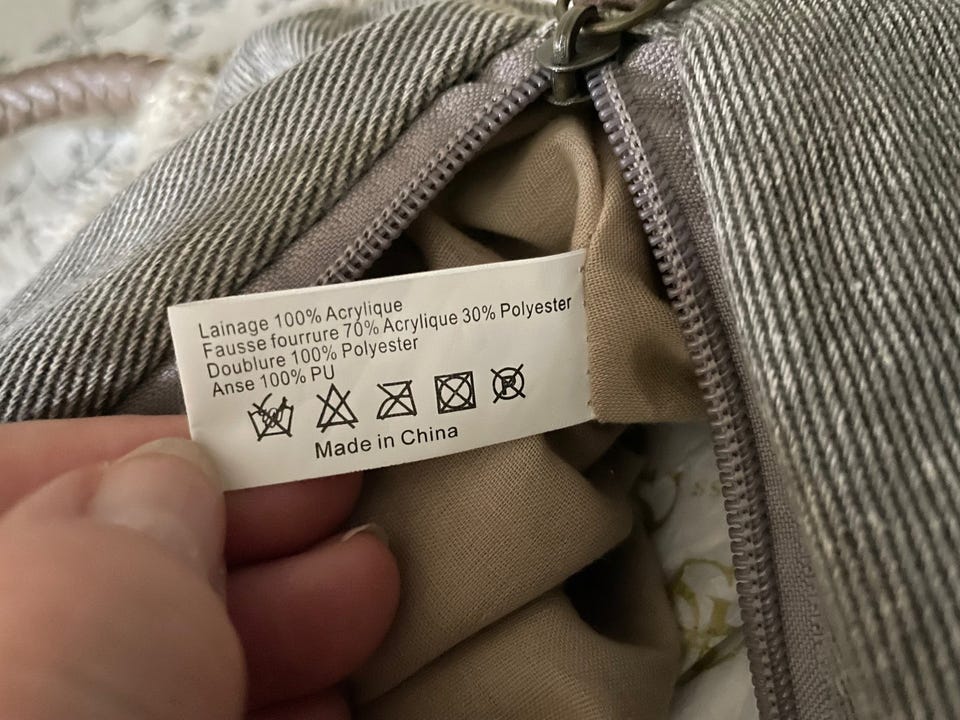 Lainage 100% Acrylique
Fausse fourrure 70% Acrylique 30% Polyester
Doublure 100% Polyester
Anse 100% PU
Made in China